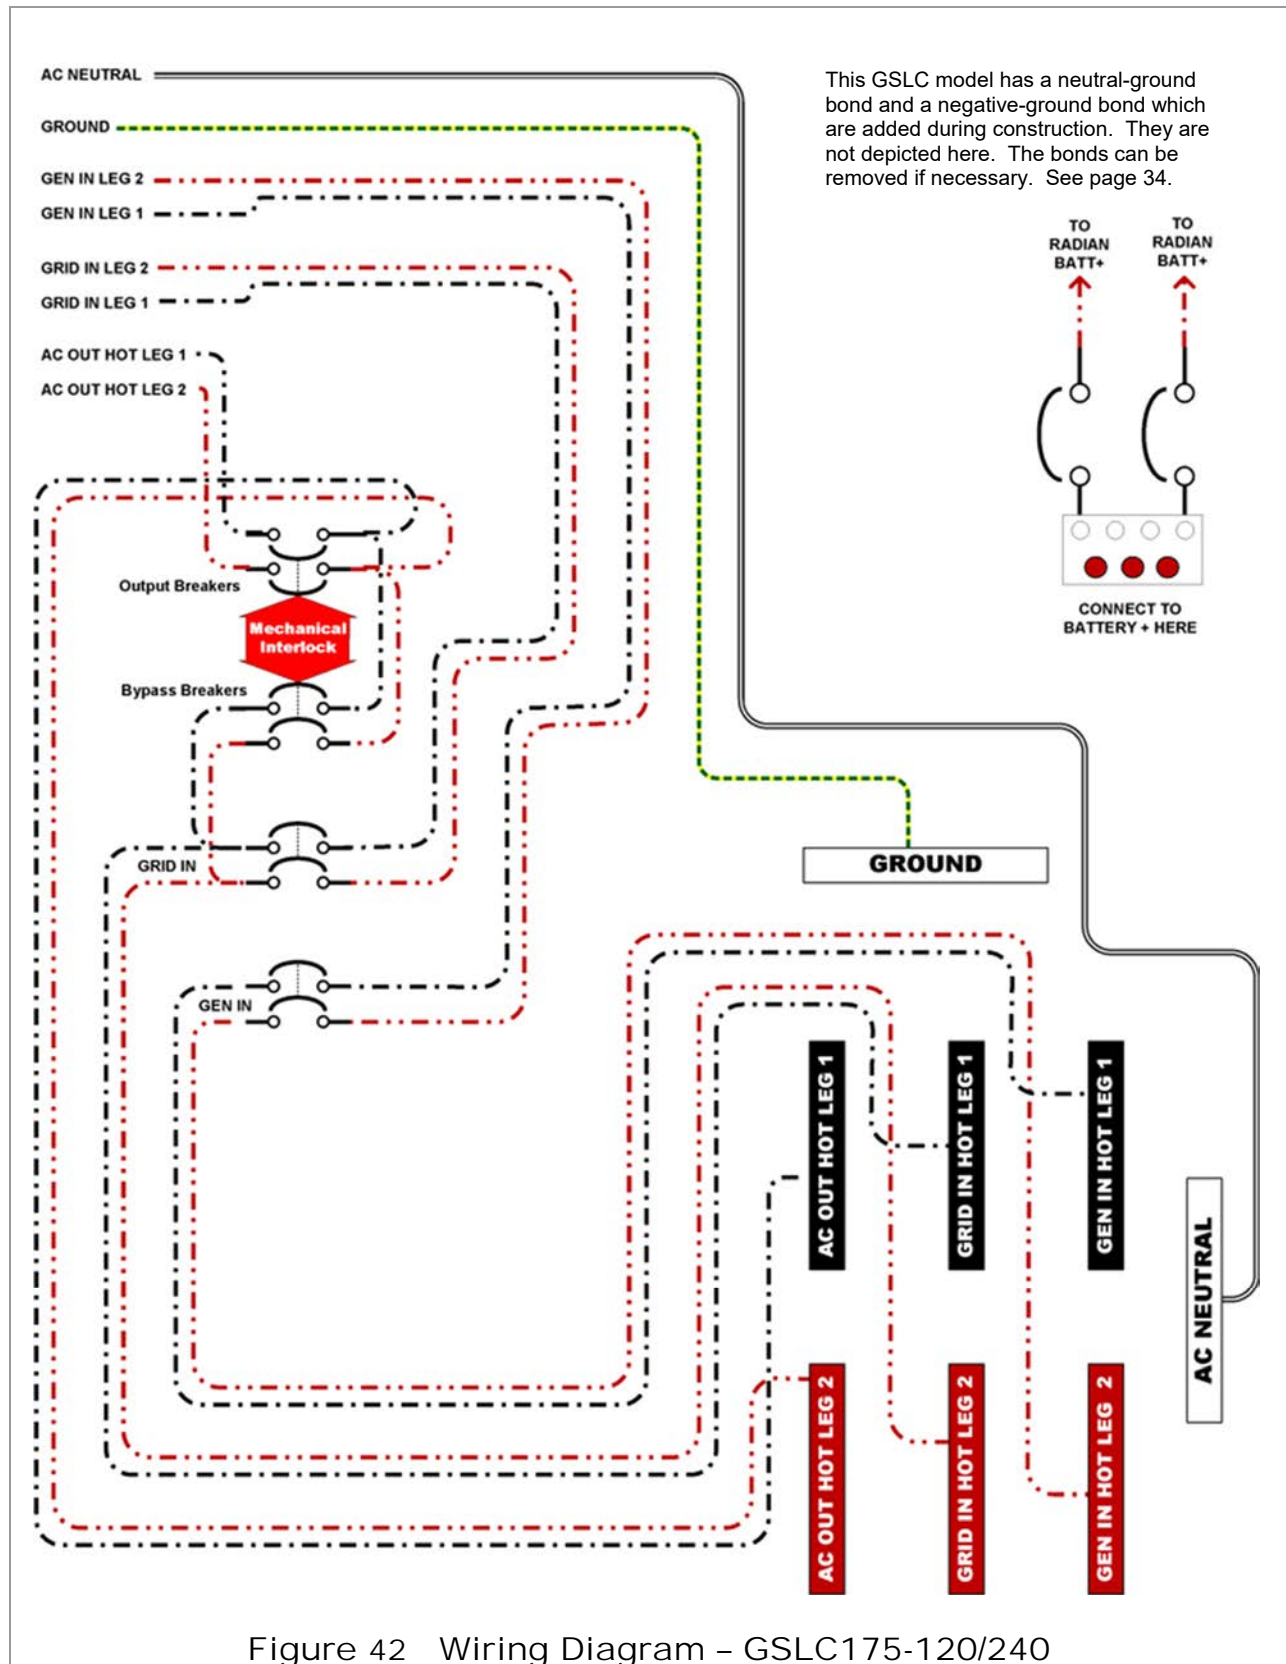 AC NEUTRAL
GROUND
GEN IN LEG 2
GEN IN LEG 1
GRID IN LEG 2
GRID IN LEG 1
AC OUT HOT LEG 1
AC OUT HOT LEG 2
This GSLC model has a neutral-ground
bond and a negative-ground bond which
are added during construction.  They are
not depicted here.  The bonds can be
removed if necessary.  See page 34.
TO
RADIAN
BATT+
TO
RADIAN
BATT+
CONNECT TO
BATTERY + HERE
Output Breakers
Mechanical
Interlock
Bypass Breakers
GRID IN
GEN IN
GROUND
AC OUT HOT LEG 1
GRID IN HOT LEG 1
GEN IN HOT LEG 1
AC NEUTRAL
AC OUT HOT LEG 2
GRID IN HOT LEG 2
GEN IN HOT LEG 2
Figure 42   Wiring Diagram – GSLC175-120/240